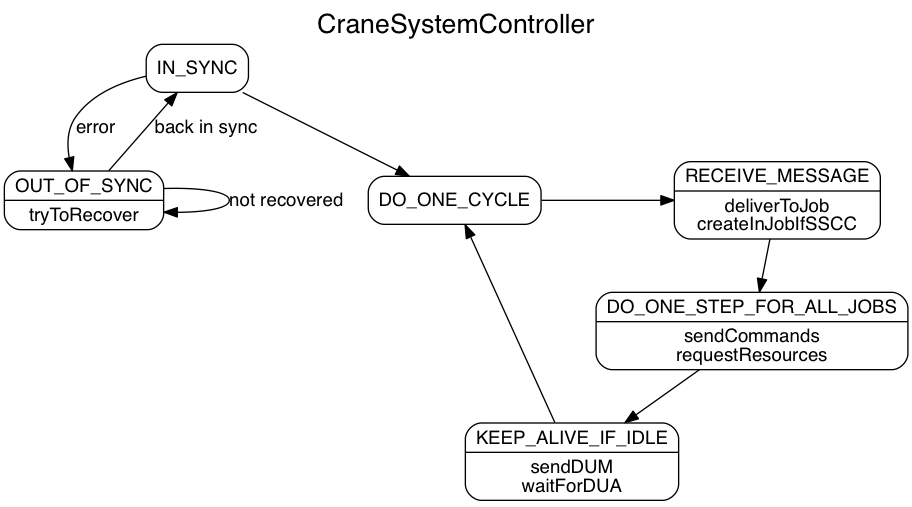 CraneSystemController
IN_SYNC
error
back in sync
OUT_OF_SYNC
tryToRecover
not recovered
DO_ONE_CYCLE
RECEIVE_MESSAGE
deliverToJob
createInJobIfSSCC
DO_ONE_STEP_FOR_ALL_JOBS
sendCommands
requestResources
KEEP_ALIVE_IF_IDLE
sendDUM
waitForDUA